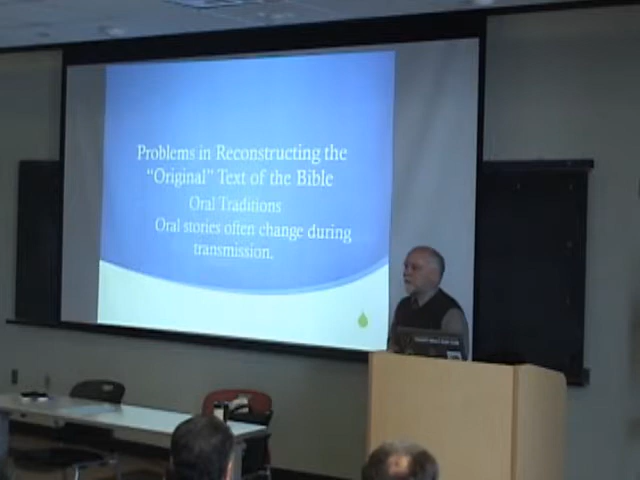 Problems in Reconstructing the
"Original" Text of the Bible
Oral Traditions
Oral stories often change during
transmission.